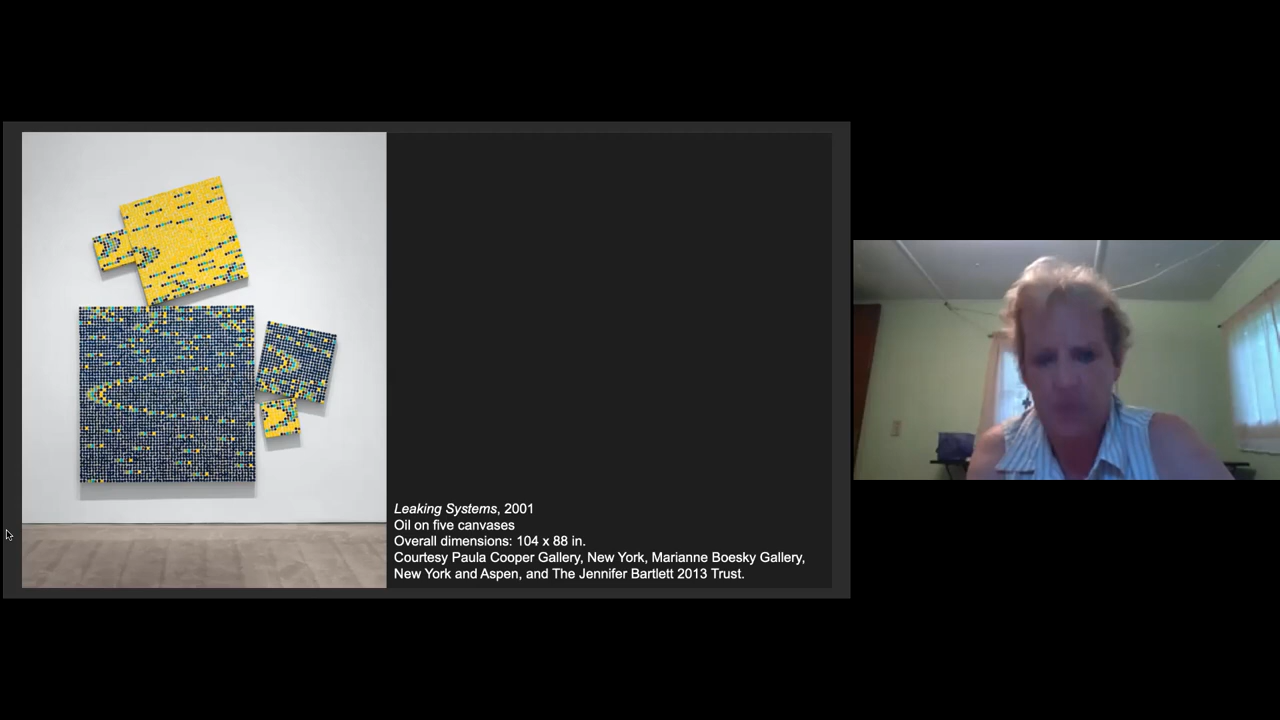 Leaking Systems, 2001
Oil on five canvases
Overall dimensions: 104 x 88 in.
Courtesy Paula Cooper Gallery, New York, Marianne Boesky Gallery,
New York and Aspen, and The Jennifer Bartlett 2013 Trust.